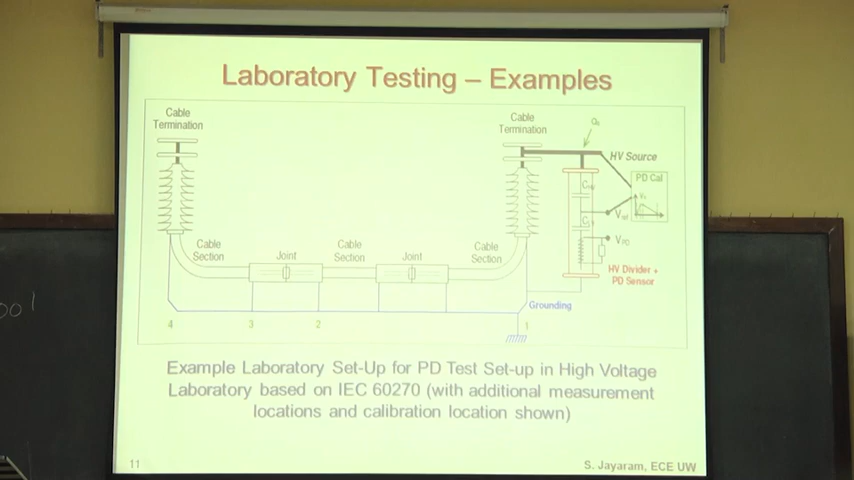 Laboratory Testing – Examples
Cable
Termination
Cable
Termination
HV Source
PD Cal
Cable
Section
Joint
Cable
Section
Joint
Cable
Section
HV Divider +
PD Sensor
Grounding
4
3
2
1
Example Laboratory Set-Up for PD Test Set-up in High Voltage
Laboratory based on IEC 60270 (with additional measurement
locations and calibration location shown)
11
S. Jayaram, ECE UW